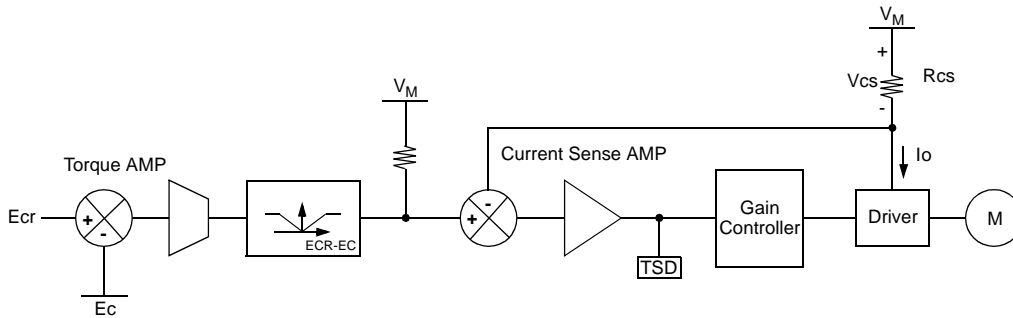 V_M
+
Vcs
Rcs
-
V_M
Io
Torque AMP
Current Sense AMP
Ecr
+
-
ECR-EC
+
-
Gain
Controller
Driver
M
TSD
Ec